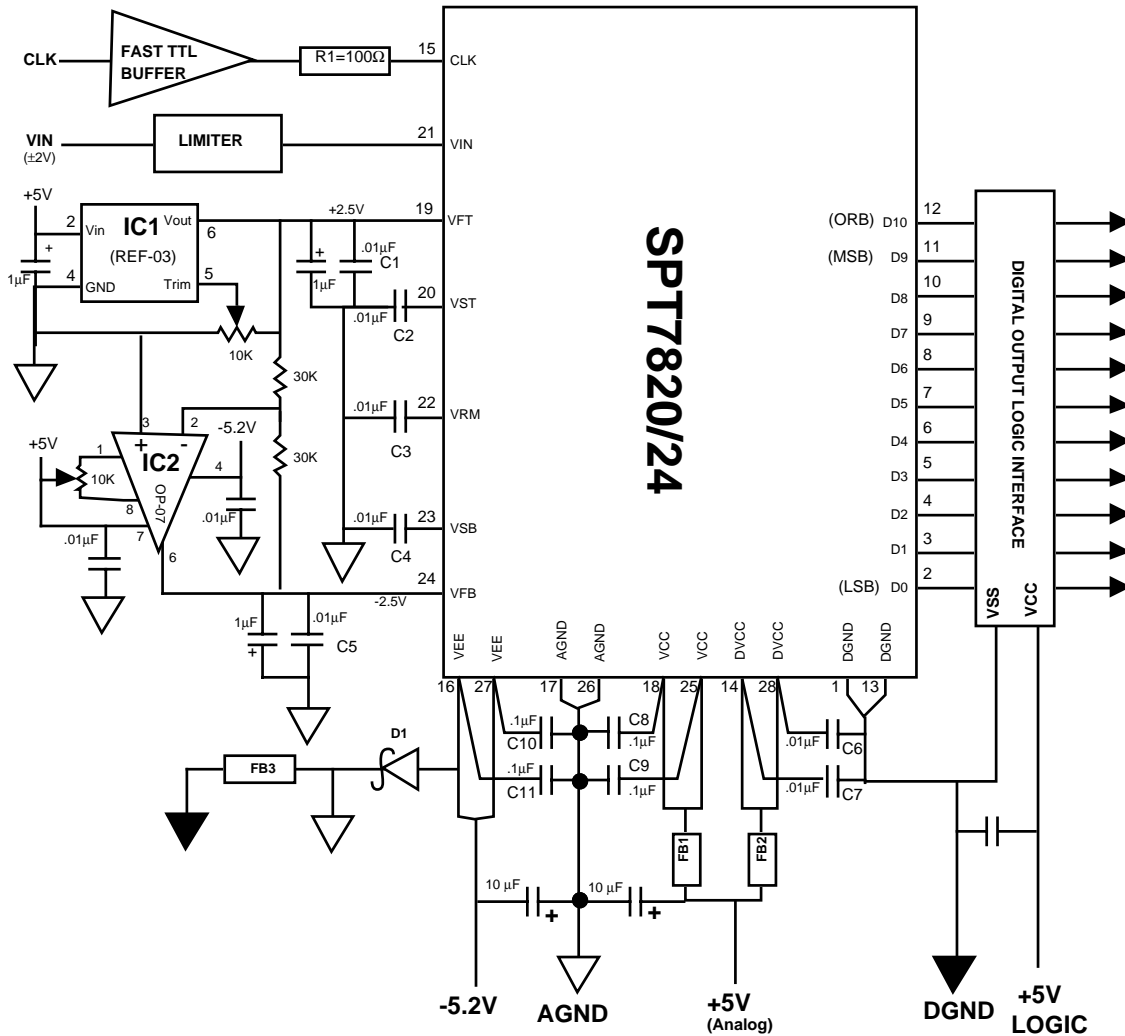 CLK
FAST TTL
BUFFER
R1=100Ω
15
CLK
VIN
(±2V)
LIMITER
21
VIN
+5V
2
Vin
IC1
(REF-03)
Vout
6
+2.5V
19
VFT
+
1µF
4
GND
5
Trim
+
1µF
.01µF
C1
20
VST
.01µF
C2
10K
30K
.01µF
22
VRM
C3
3
2
-5.2V
+5V
1
+
-
IC2
OP-07
4
10K
8
7
6
.01µF
.01µF
30K
.01µF
23
VSB
C4
24
VFB
-2.5V
1µF
+
.01µF
C5
SPT7820/24
(ORB)
D10
12
(MSB)
D9
11
D8
10
D7
9
D6
8
D5
7
D4
6
D3
5
D2
4
D1
3
(LSB)
D0
2
DIGITAL OUTPUT LOGIC INTERFACE
VSS
VCC
VEE
VEE
AGND
AGND
VCC
VCC
DVCC
DVCC
DGND
DGND
16
27
17
26
18
25
14
28
1
13
.1µF
C10
C8
.1µF
.01µF
C6
.1µF
C11
C9
.1µF
.01µF
C7
D1
FB3
FB1
FB2
10 µF
+
10 µF
+
-5.2V
AGND
+5V
(Analog)
DGND
+5V
LOGIC